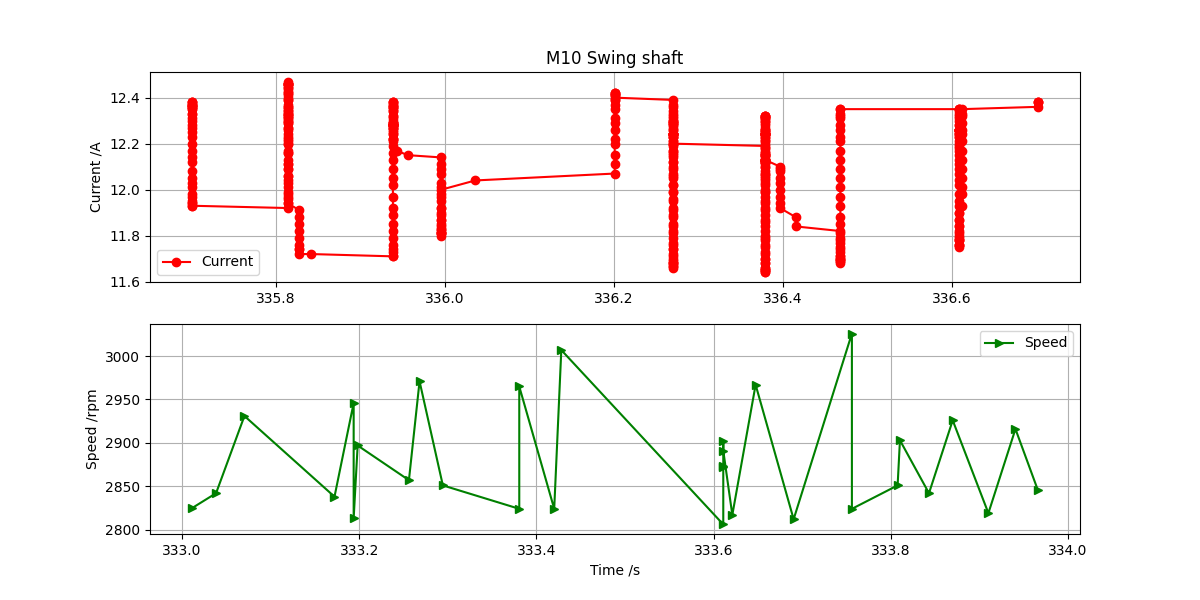 M10 Swing shaft
Current /A
12.4
12.2
12.0
11.8
11.6
Current
335.8 336.0 336.2 336.4 336.6
Speed /rpm
3000
2950
2900
2850
2800
Speed
333.0 333.2 333.4 333.6 333.8 334.0
Time /s